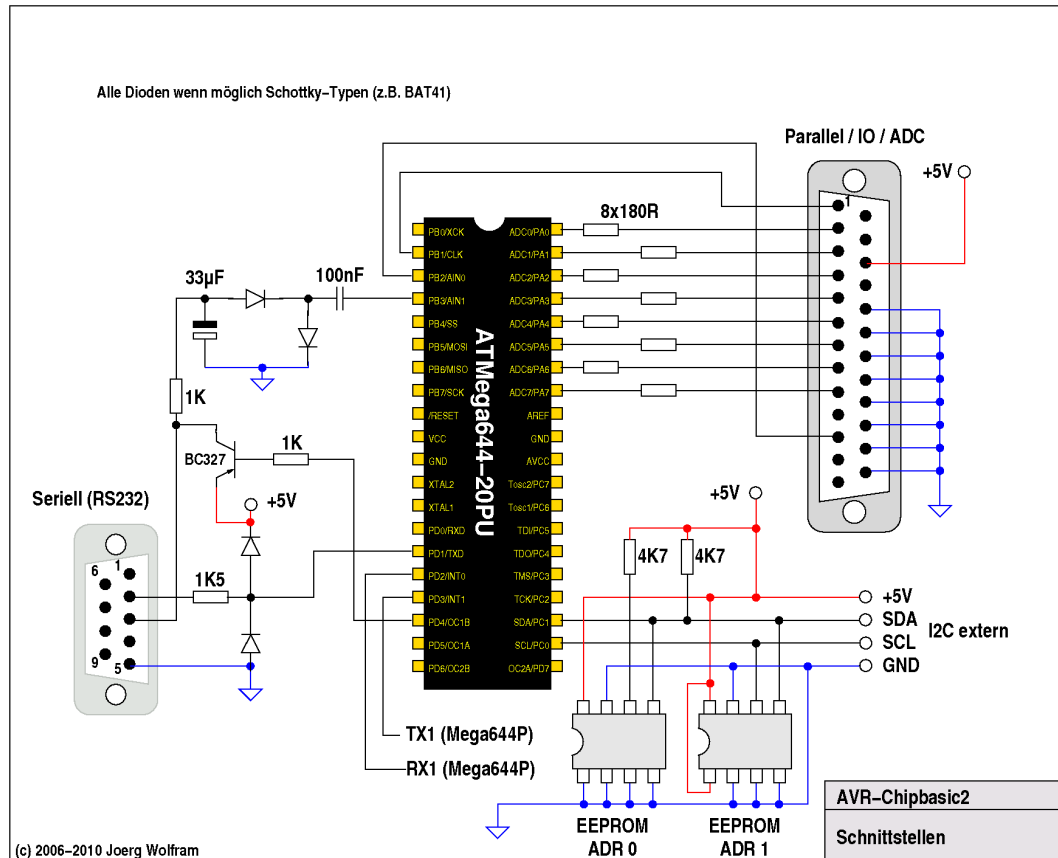 Alle Dioden wenn möglich Schottky-Typen (z.B. BAT41)
Parallel / IO / ADC
+5V
1
8x180R
33µF
100nF
1K
BC327
1K
+5V
Seriell (RS232)
6
1
9
5
1K5
ATMega644-20PU
PB0/XCK
PB1/CLK
PB2/AIN0
PB3/AIN1
PB4/SS
PB5/MOSI
PB6/MISO
PB7/SCK
/RESET
VCC
GND
XTAL2
XTAL1
PD0/RXD
PD1/TXD
PD2/INT0
PD3/INT1
PD4/OC1B
PD5/OC1A
PD6/OC2B
ADC0/PA0
ADC1/PA1
ADC2/PA2
ADC3/PA3
ADC4/PA4
ADC5/PA5
ADC6/PA6
ADC7/PA7
AREF
GND
AVCC
Tosc2/PC7
Tosc1/PC6
TDI/PC5
TDO/PC4
TMS/PC3
TCK/PC2
SDA/PC1
SCL/PC0
OC2A/PD7
+5V
4K7
4K7
+5V
SDA
SCL
GND
I2C extern
TX1 (Mega644P)
RX1 (Mega644P)
EEPROM
ADR 0
EEPROM
ADR 1
AVR-Chipbasic2
Schnittstellen
(c) 2006-2010 Joerg Wolfram